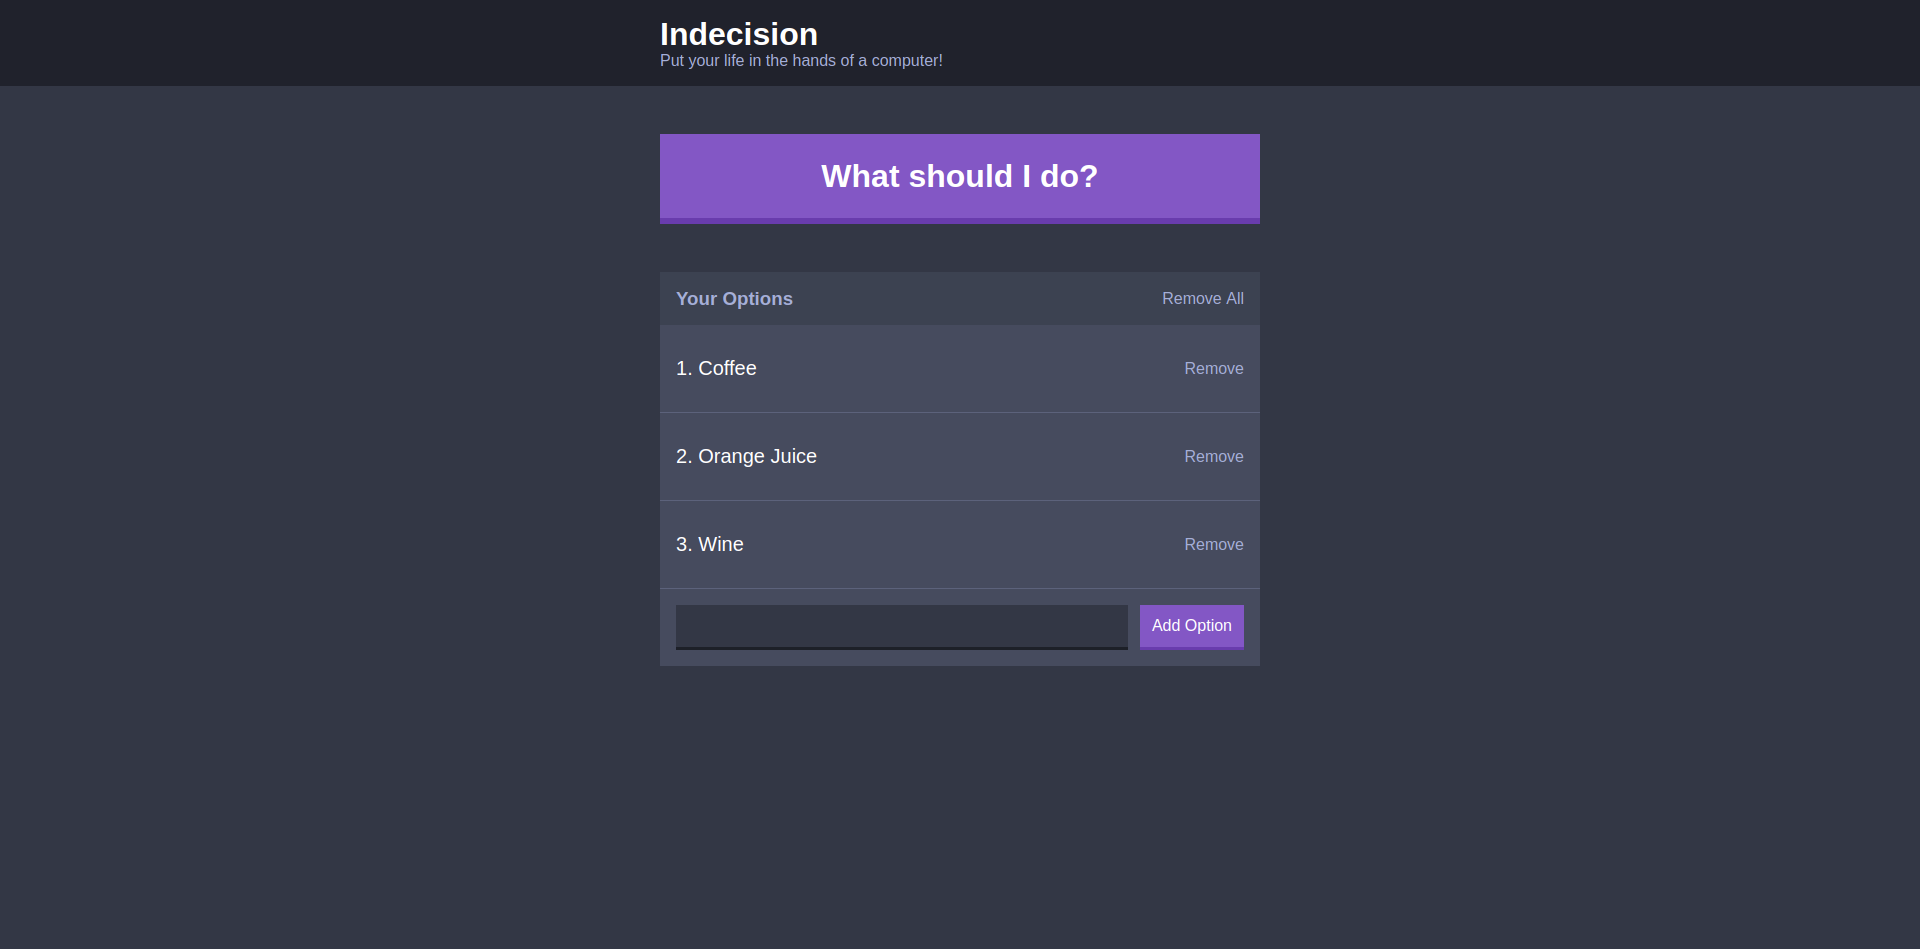 Indecision
Put your life in the hands of a computer!
What should I do?
Your Options Remove All
1. Coffee Remove
2. Orange Juice Remove
3. Wine Remove
Add Option